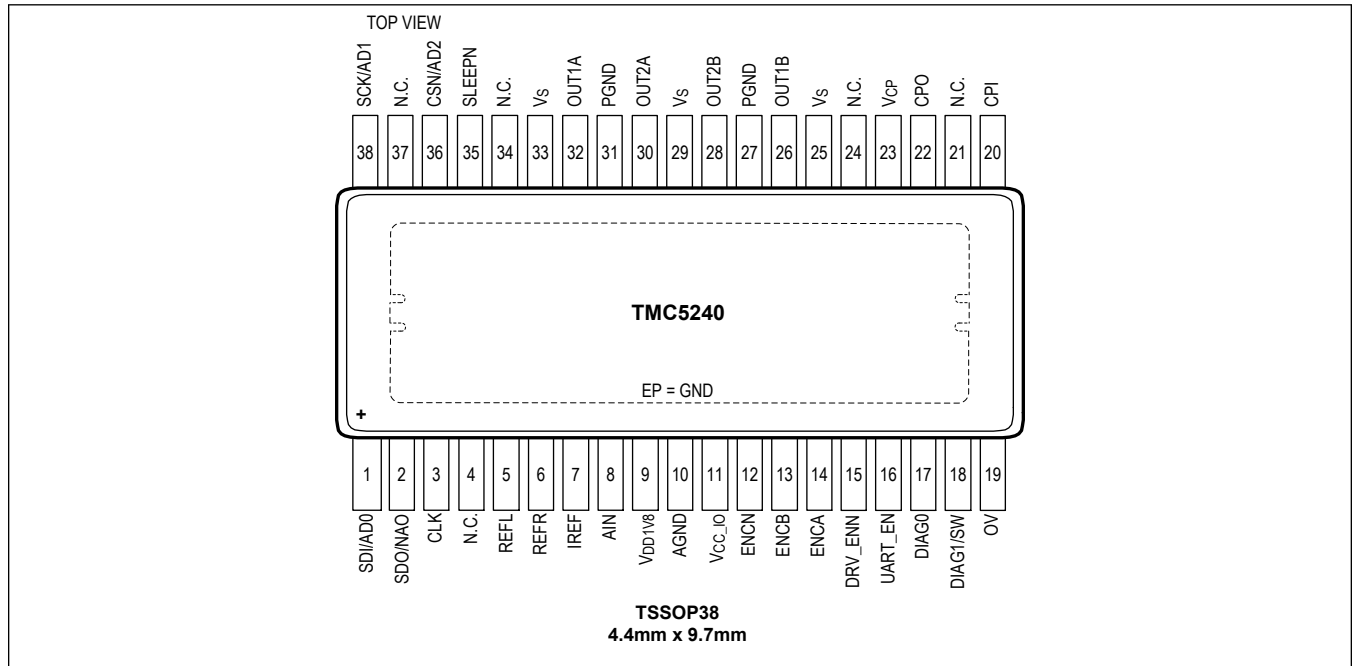 TOP VIEW
SCK/AD1
N.C.
CSN/AD2
SLEEPN
N.C.
VS
OUT1A
PGND
OUT2A
VS
OUT2B
PGND
OUT1B
VS
N.C.
VCP
CPO
N.C.
CPI
38 37 36 35 34 33 32 31 30 29 28 27 26 25 24 23 22 21 20
TMC5240
EP = GND
+
1 2 3 4 5 6 7 8 9 10 11 12 13 14 15 16 17 18 19
SDI/AD0
SDO/NAO
CLK
N.C.
REFL
REFR
IREF
AIN
VDD1V8
AGND
VCC_IO
ENCN
ENCB
ENCA
DRV_ENN
UART_EN
DIAG0
DIAG1/SW
OV
TSSOP38
4.4mm x 9.7mm